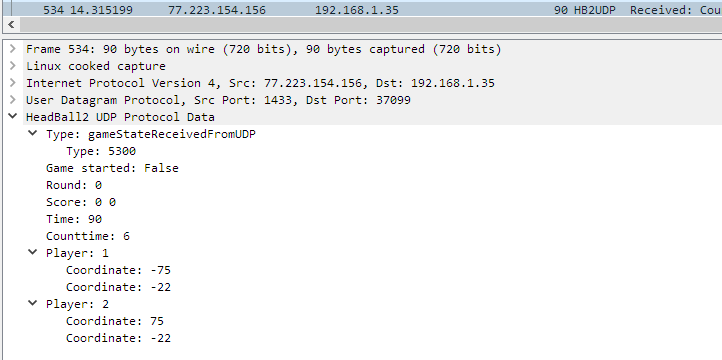 534 14.315199 77.223.154.156 192.168.1.35 90 HB2UDP Received: Cou
Frame 534: 90 bytes on wire (720 bits), 90 bytes captured (720 bits)
Linux cooked capture
Internet Protocol Version 4, Src: 77.223.154.156, Dst: 192.168.1.35
User Datagram Protocol, Src Port: 1433, Dst Port: 37099
HeadBall2 UDP Protocol Data
Type: gameStateReceivedFromUDP
Type: 5300
Game started: False
Round: 0
Score: 0 0
Time: 90
Counttime: 6
Player: 1
Coordinate: -75
Coordinate: -22
Player: 2
Coordinate: 75
Coordinate: -22